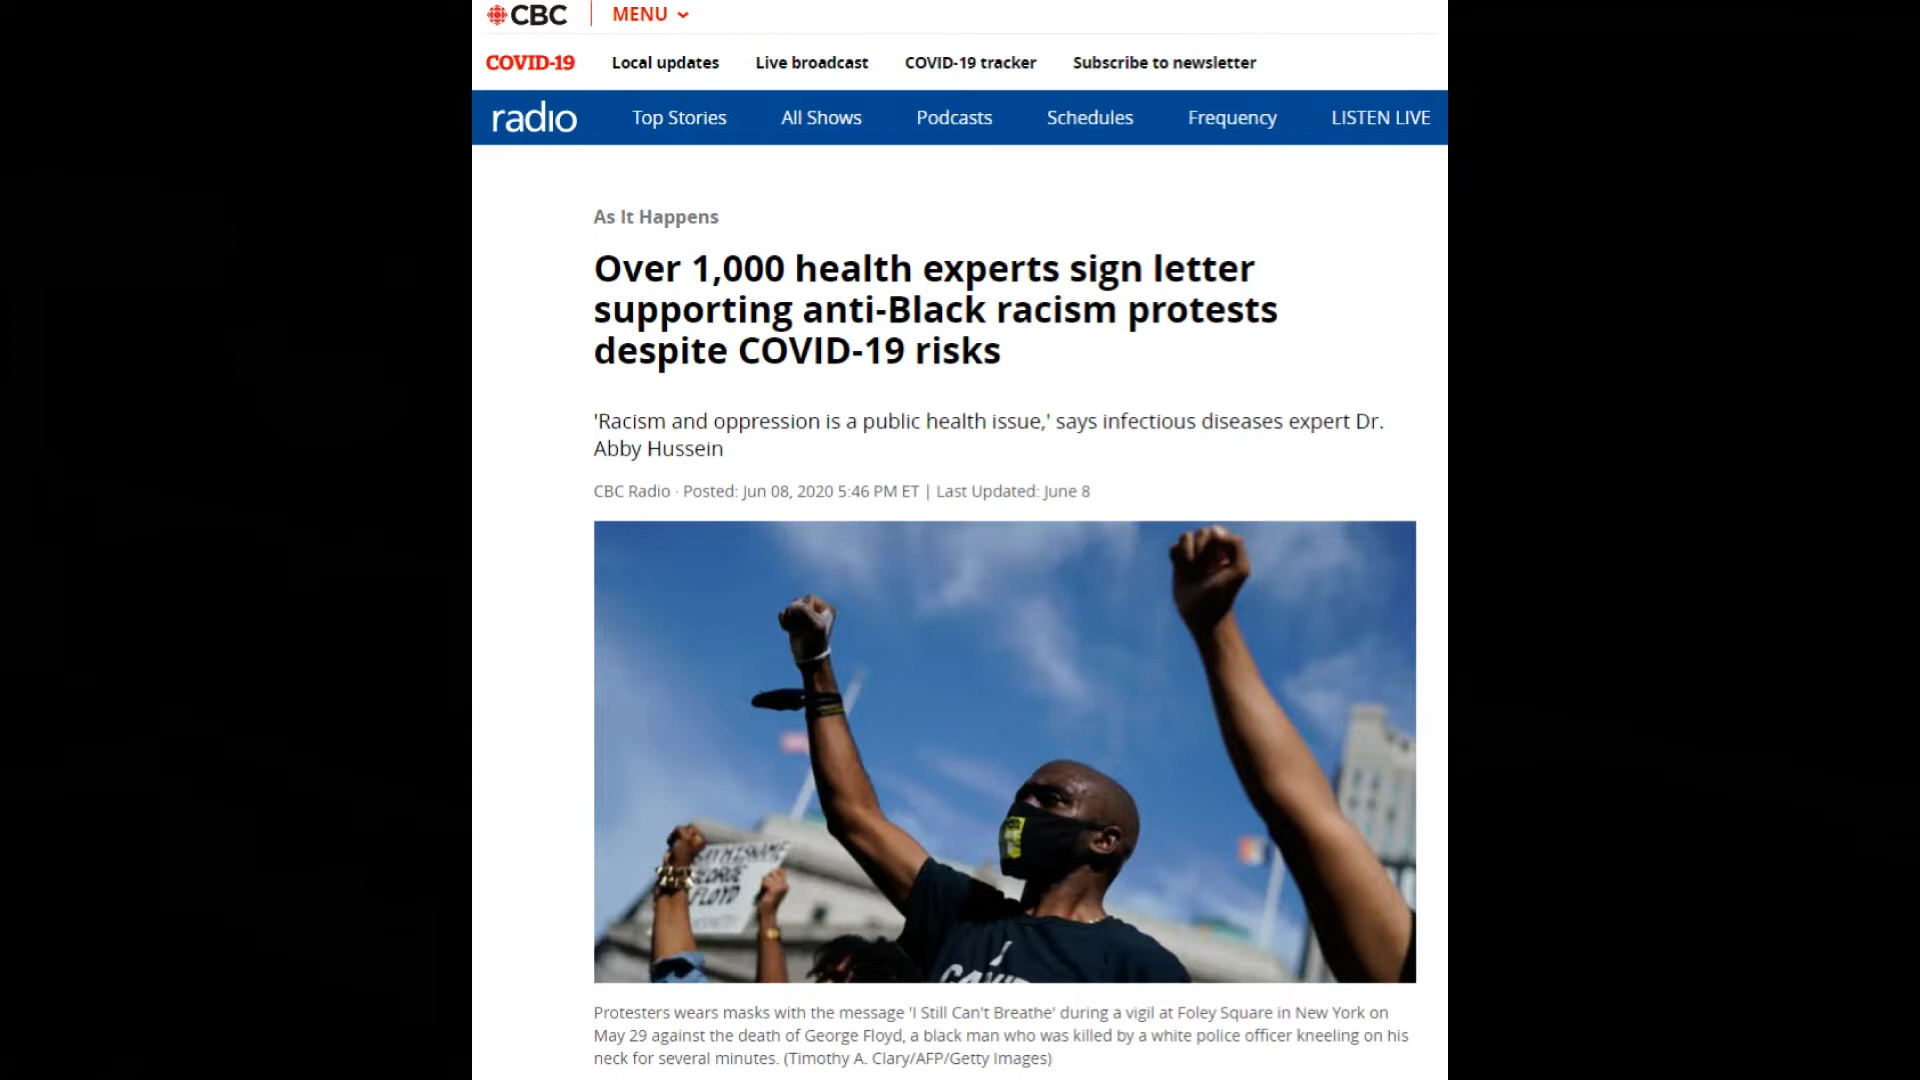 CBC MENU
COVID-19 Local updates Live broadcast COVID-19 tracker Subscribe to newsletter
radio Top Stories All Shows Podcasts Schedules Frequency LISTEN LIVE
As It Happens
Over 1,000 health experts sign letter
supporting anti-Black racism protests
despite COVID-19 risks
'Racism and oppression is a public health issue,' says infectious diseases expert Dr.
Abby Hussein
CBC Radio · Posted: Jun 08, 2020 5:46 PM ET | Last Updated: June 8
SAY HIS NAME
GEORGE
FLOYD
Protesters wears masks with the message 'I Still Can't Breathe' during a vigil at Foley Square in New York on
May 29 against the death of George Floyd, a black man who was killed by a white police officer kneeling on his
neck for several minutes. (Timothy A. Clary/AFP/Getty Images)